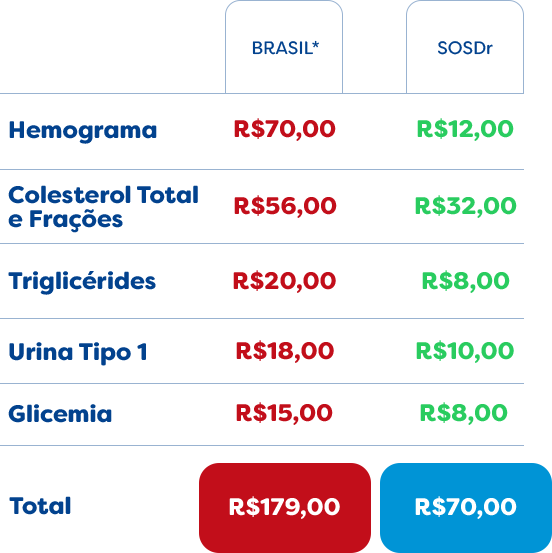 BRASIL* SOSDr
Hemograma R$70,00 R$12,00
Colesterol Total
e Frações R$56,00 R$32,00
Triglicérides R$20,00 R$8,00
Urina Tipo 1 R$18,00 R$10,00
Glicemia R$15,00 R$8,00
Total R$179,00 R$70,00